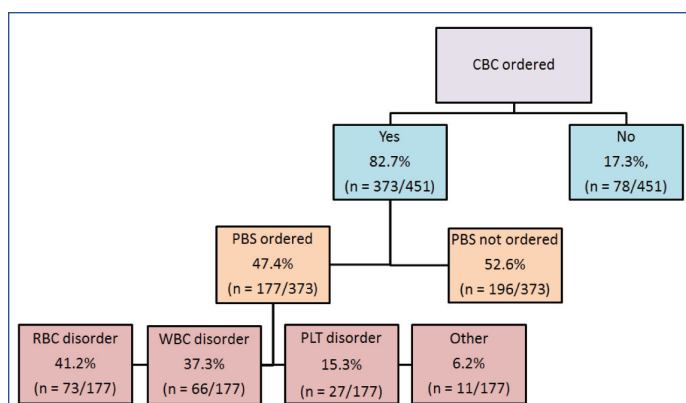 CBC ordered
Yes
82.7%
(n = 373/451)
No
17.3%,
(n = 78/451)
PBS ordered
47.4%
(n = 177/373)
PBS not ordered
52.6%
(n = 196/373)
RBC disorder
41.2%
(n = 73/177)
WBC disorder
37.3%
(n = 66/177)
PLT disorder
15.3%
(n = 27/177)
Other
6.2%
(n = 11/177)